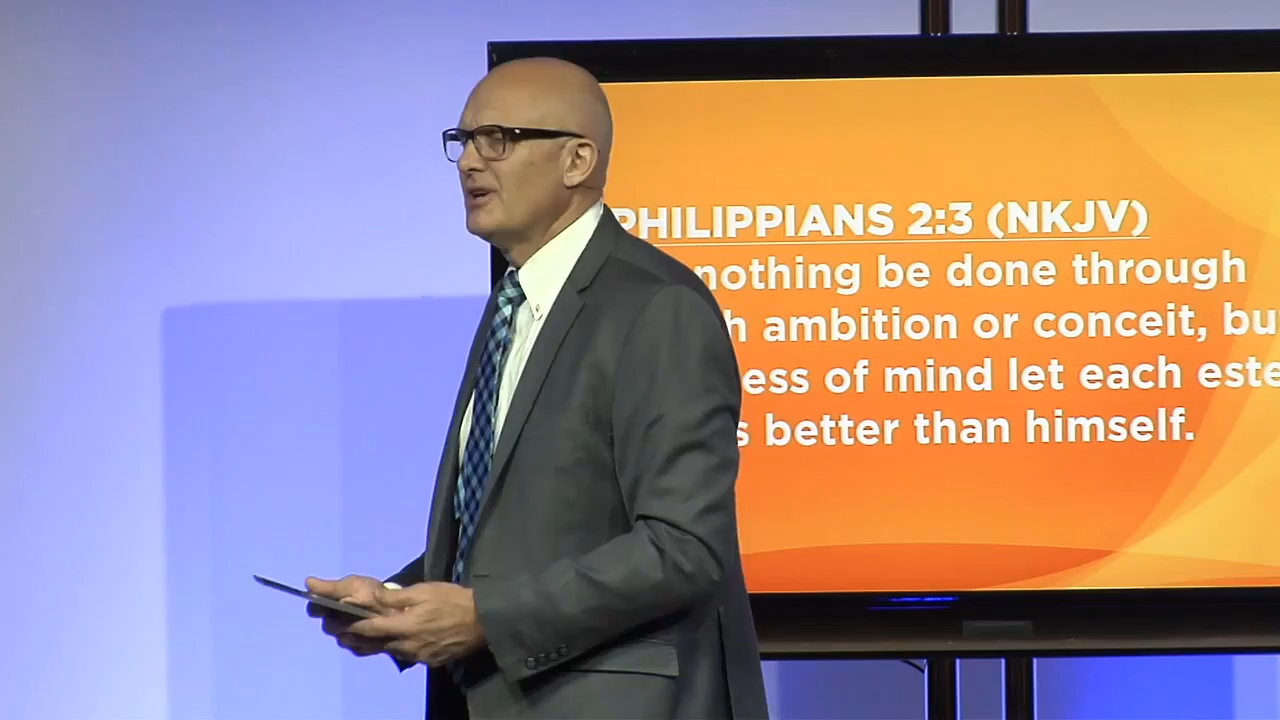 PHILIPPIANS 2:3 (NKJV)
nothing be done through
h ambition or conceit, bu
ess of mind let each este
s better than himself.